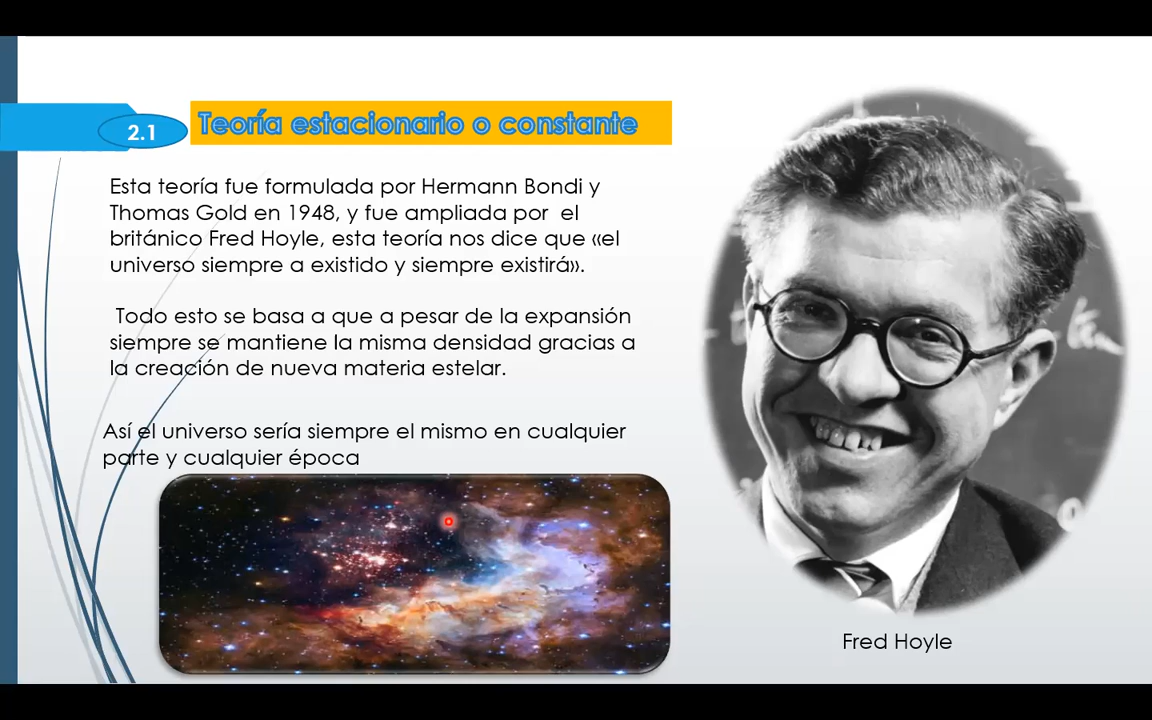 2.1
Teoría estacionario o constante
Esta teoría fue formulada por Hermann Bondi y
Thomas Gold en 1948, y fue ampliada por el
británico Fred Hoyle, esta teoría nos dice que «el
universo siempre a existido y siempre existirá».
Todo esto se basa a que a pesar de la expansión
siempre se mantiene la misma densidad gracias a
la creación de nueva materia estelar.
Así el universo sería siempre el mismo en cualquier
parte y cualquier época
Fred Hoyle